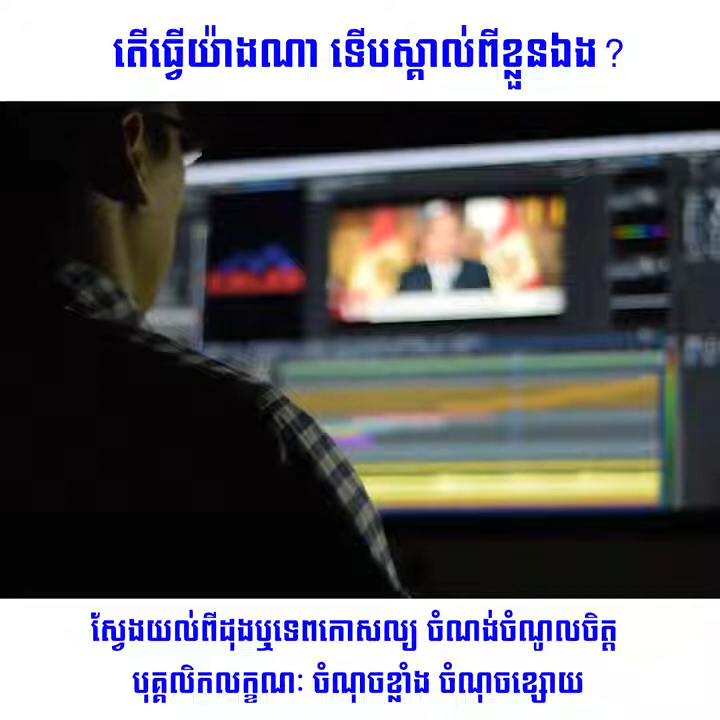 តើធ្វើយ៉ាងណា ទើបស្គាល់ពីខ្លួនឯង?
ស្វែងយល់ពីដុងឬទេពកោសល្យ ចំណង់ចំណូលចិត្ត
បុគ្គលិកលក្ខណៈ ចំណុចខ្លាំង ចំណុចខ្សោយ